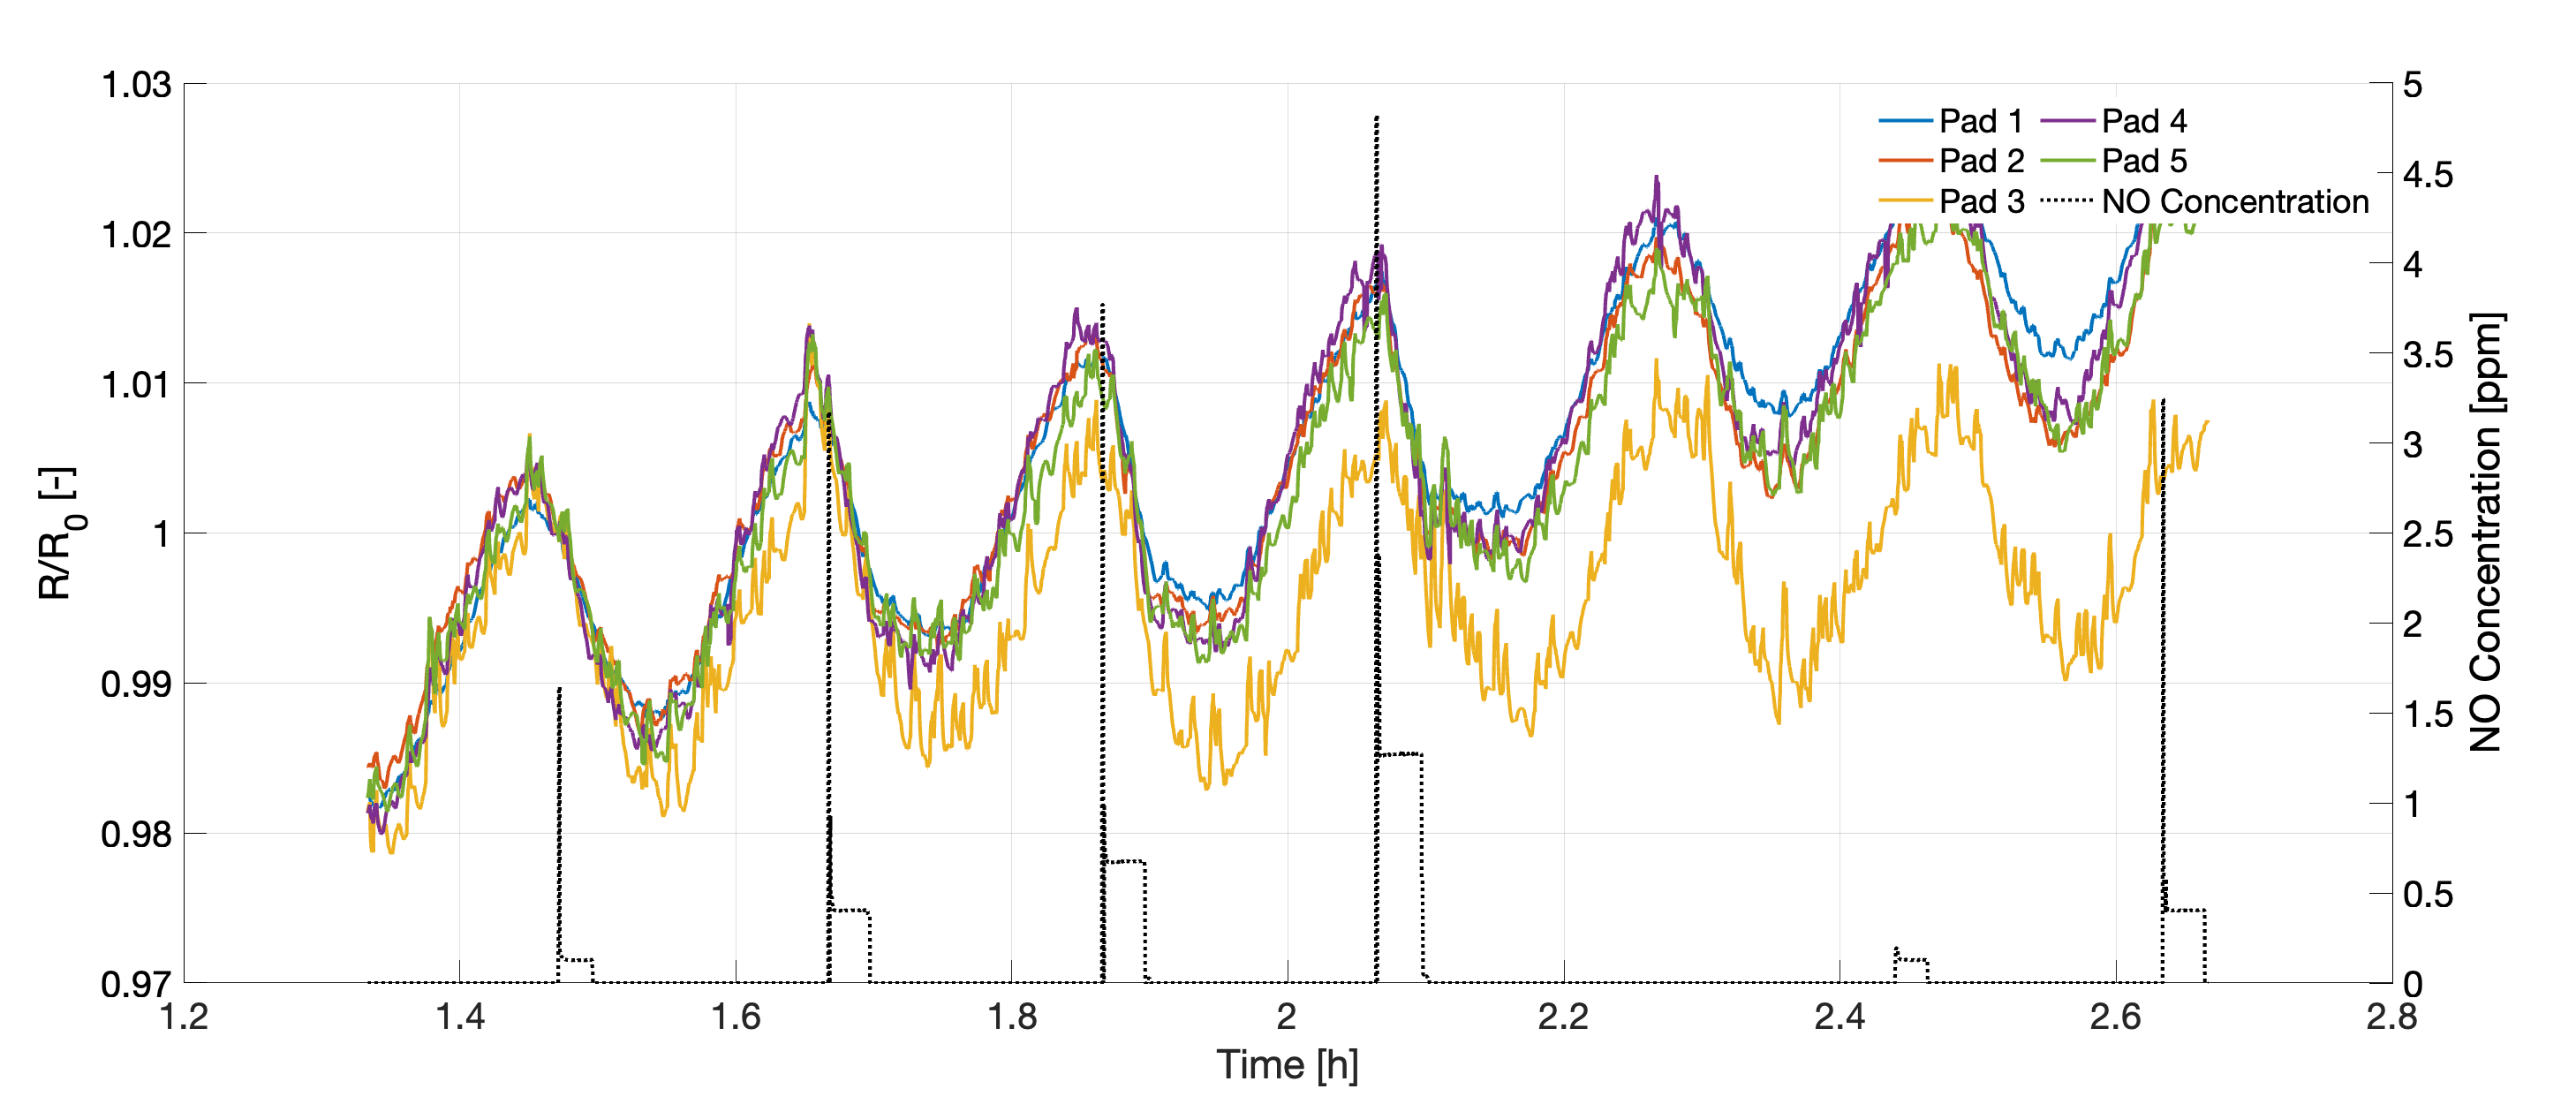 1.03
1.02
1.01
1
0.99
0.98
0.97
R/R0 [-]
1.2 1.4 1.6 1.8 2 2.2 2.4 2.6 2.8
Time [h]
5
4.5
4
3.5
3
2.5
2
1.5
1
0.5
0
NO Concentration [ppm]
Pad 1 Pad 4
Pad 2 Pad 5
Pad 3 NO Concentration